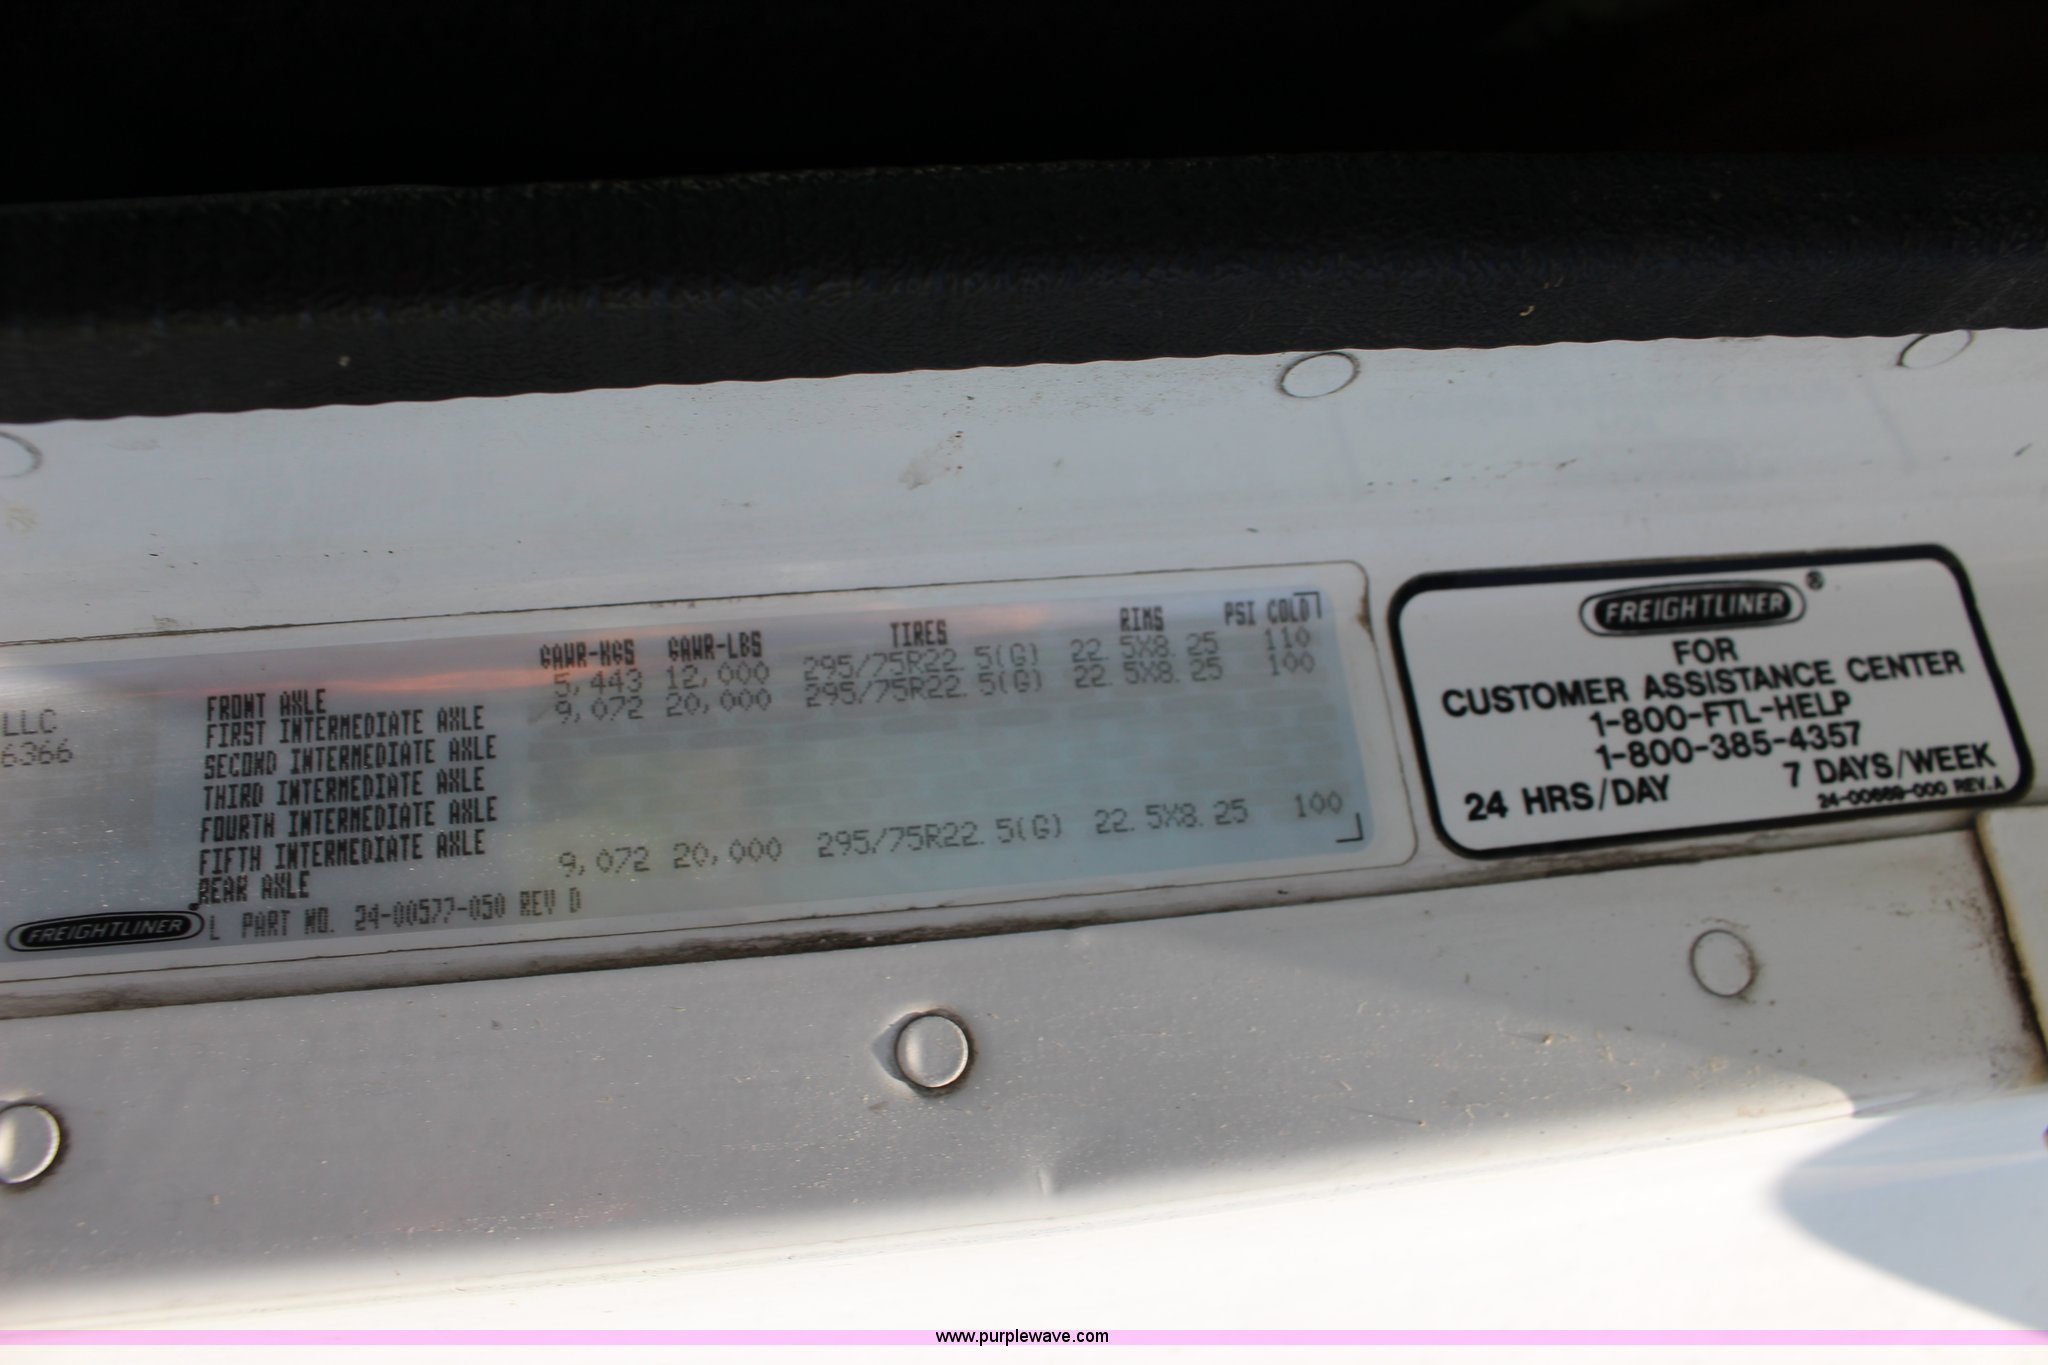 GAWR-KGS GAWR-LBS TIRES RIMS PSI COLD
FRONT AXLE 5,443 12,000 295/75R22.5(G) 22.5X8.25 110
FIRST INTERMEDIATE AXLE 9,072 20,000 295/75R22.5(G) 22.5X8.25 100
SECOND INTERMEDIATE AXLE
THIRD INTERMEDIATE AXLE
FOURTH INTERMEDIATE AXLE
FIFTH INTERMEDIATE AXLE
REAR AXLE 9,072 20,000 295/75R22.5(G) 22.5X8.25 100
LLC
6366
FREIGHTLINER® L PART NO. 24-00577-050 REV D
FREIGHTLINER®
FOR
CUSTOMER ASSISTANCE CENTER
1-800-FTL-HELP
1-800-385-4357
24 HRS/DAY 7 DAYS/WEEK
24-00689-000 REV.A
www.purplewave.com